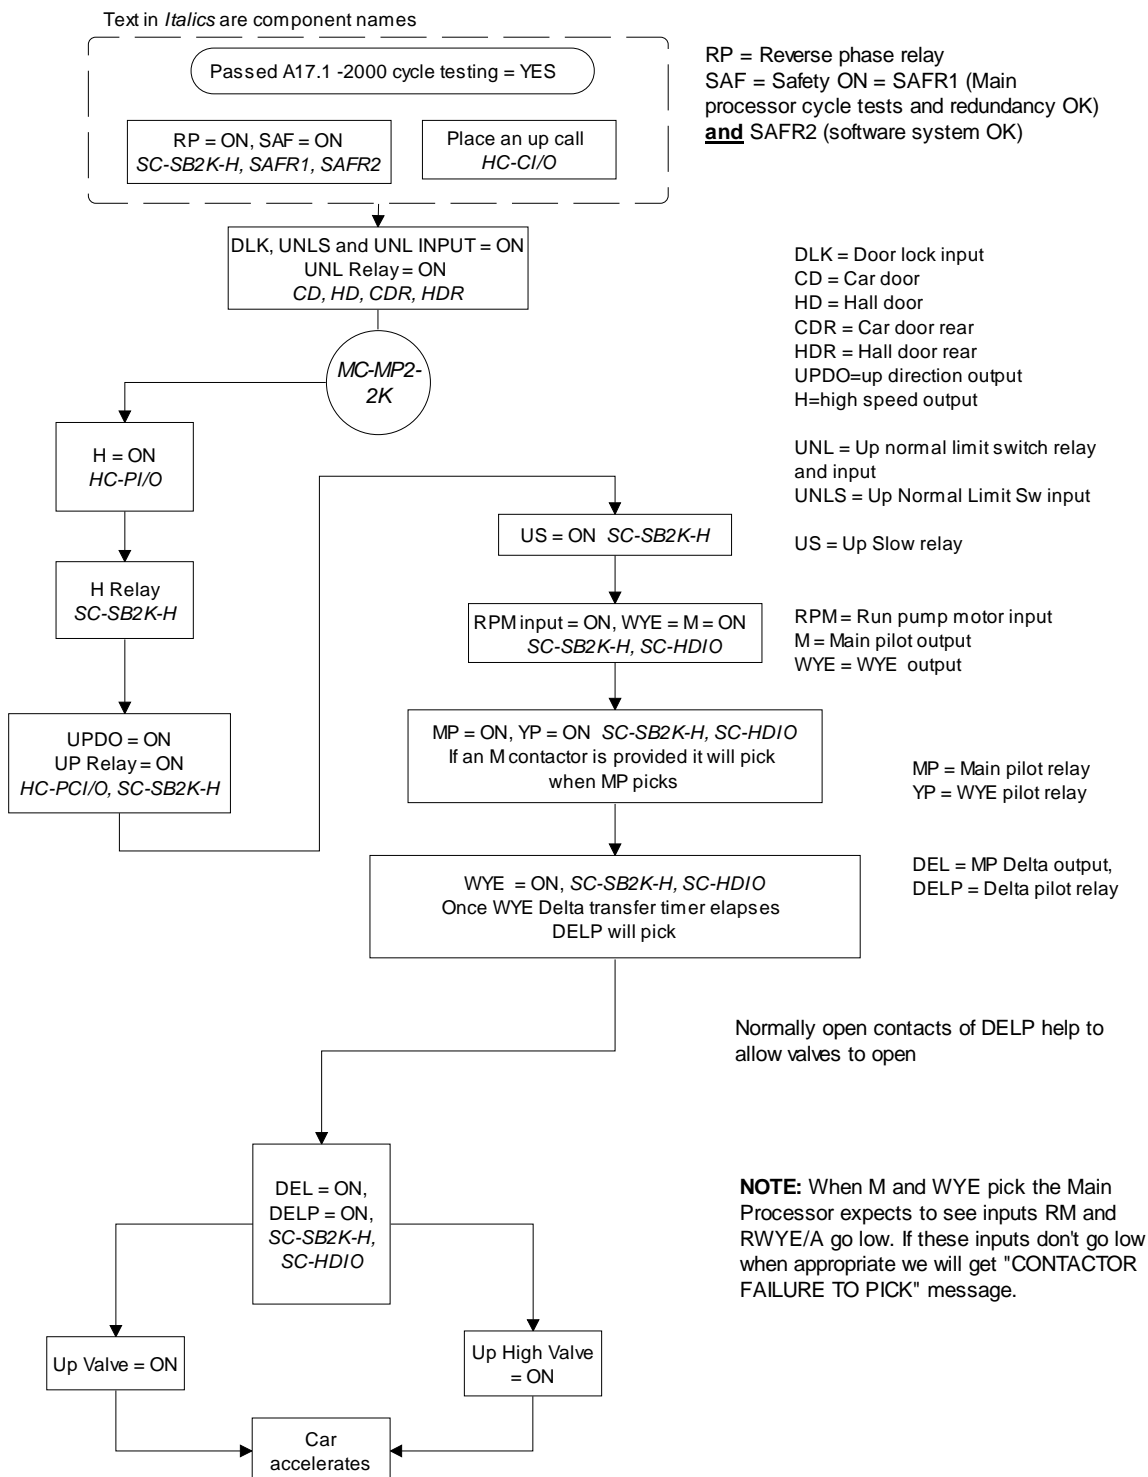 Text in Italics are component names
Passed A17.1 -2000 cycle testing = YES
RP = ON, SAF = ON
SC-SB2K-H, SAFR1, SAFR2
Place an up call
HC-CI/O
RP = Reverse phase relay
SAF = Safety ON = SAFR1 (Main
processor cycle tests and redundancy OK)
and SAFR2 (software system OK)
DLK, UNLS and UNL INPUT = ON
UNL Relay = ON
CD, HD, CDR, HDR
DLK = Door lock input
CD = Car door
HD = Hall door
CDR = Car door rear
HDR = Hall door rear
UPDO=up direction output
H=high speed output
MC-MP2-
2K
H = ON
HC-PI/O
UNL = Up normal limit switch relay
and input
UNLS = Up Normal Limit Sw input
US = ON SC-SB2K-H
US = Up Slow relay
H Relay
SC-SB2K-H
RPM input = ON, WYE = M = ON
SC-SB2K-H, SC-HDIO
RPM = Run pump motor input
M = Main pilot output
WYE = WYE output
UPDO = ON
UP Relay = ON
HC-PCI/O, SC-SB2K-H
MP = ON, YP = ON SC-SB2K-H, SC-HDIO
If an M contactor is provided it will pick
when MP picks
MP = Main pilot relay
YP = WYE pilot relay
WYE = ON, SC-SB2K-H, SC-HDIO
Once WYE Delta transfer timer elapses
DELP will pick
DEL = MP Delta output,
DELP = Delta pilot relay
Normally open contacts of DELP help to
allow valves to open
DEL = ON,
DELP = ON,
SC-SB2K-H,
SC-HDIO
NOTE: When M and WYE pick the Main
Processor expects to see inputs RM and
RWYE/A go low. If these inputs don't go low
when appropriate we will get "CONTACTOR
FAILURE TO PICK" message.
Up Valve = ON
Up High Valve
= ON
Car
accelerates